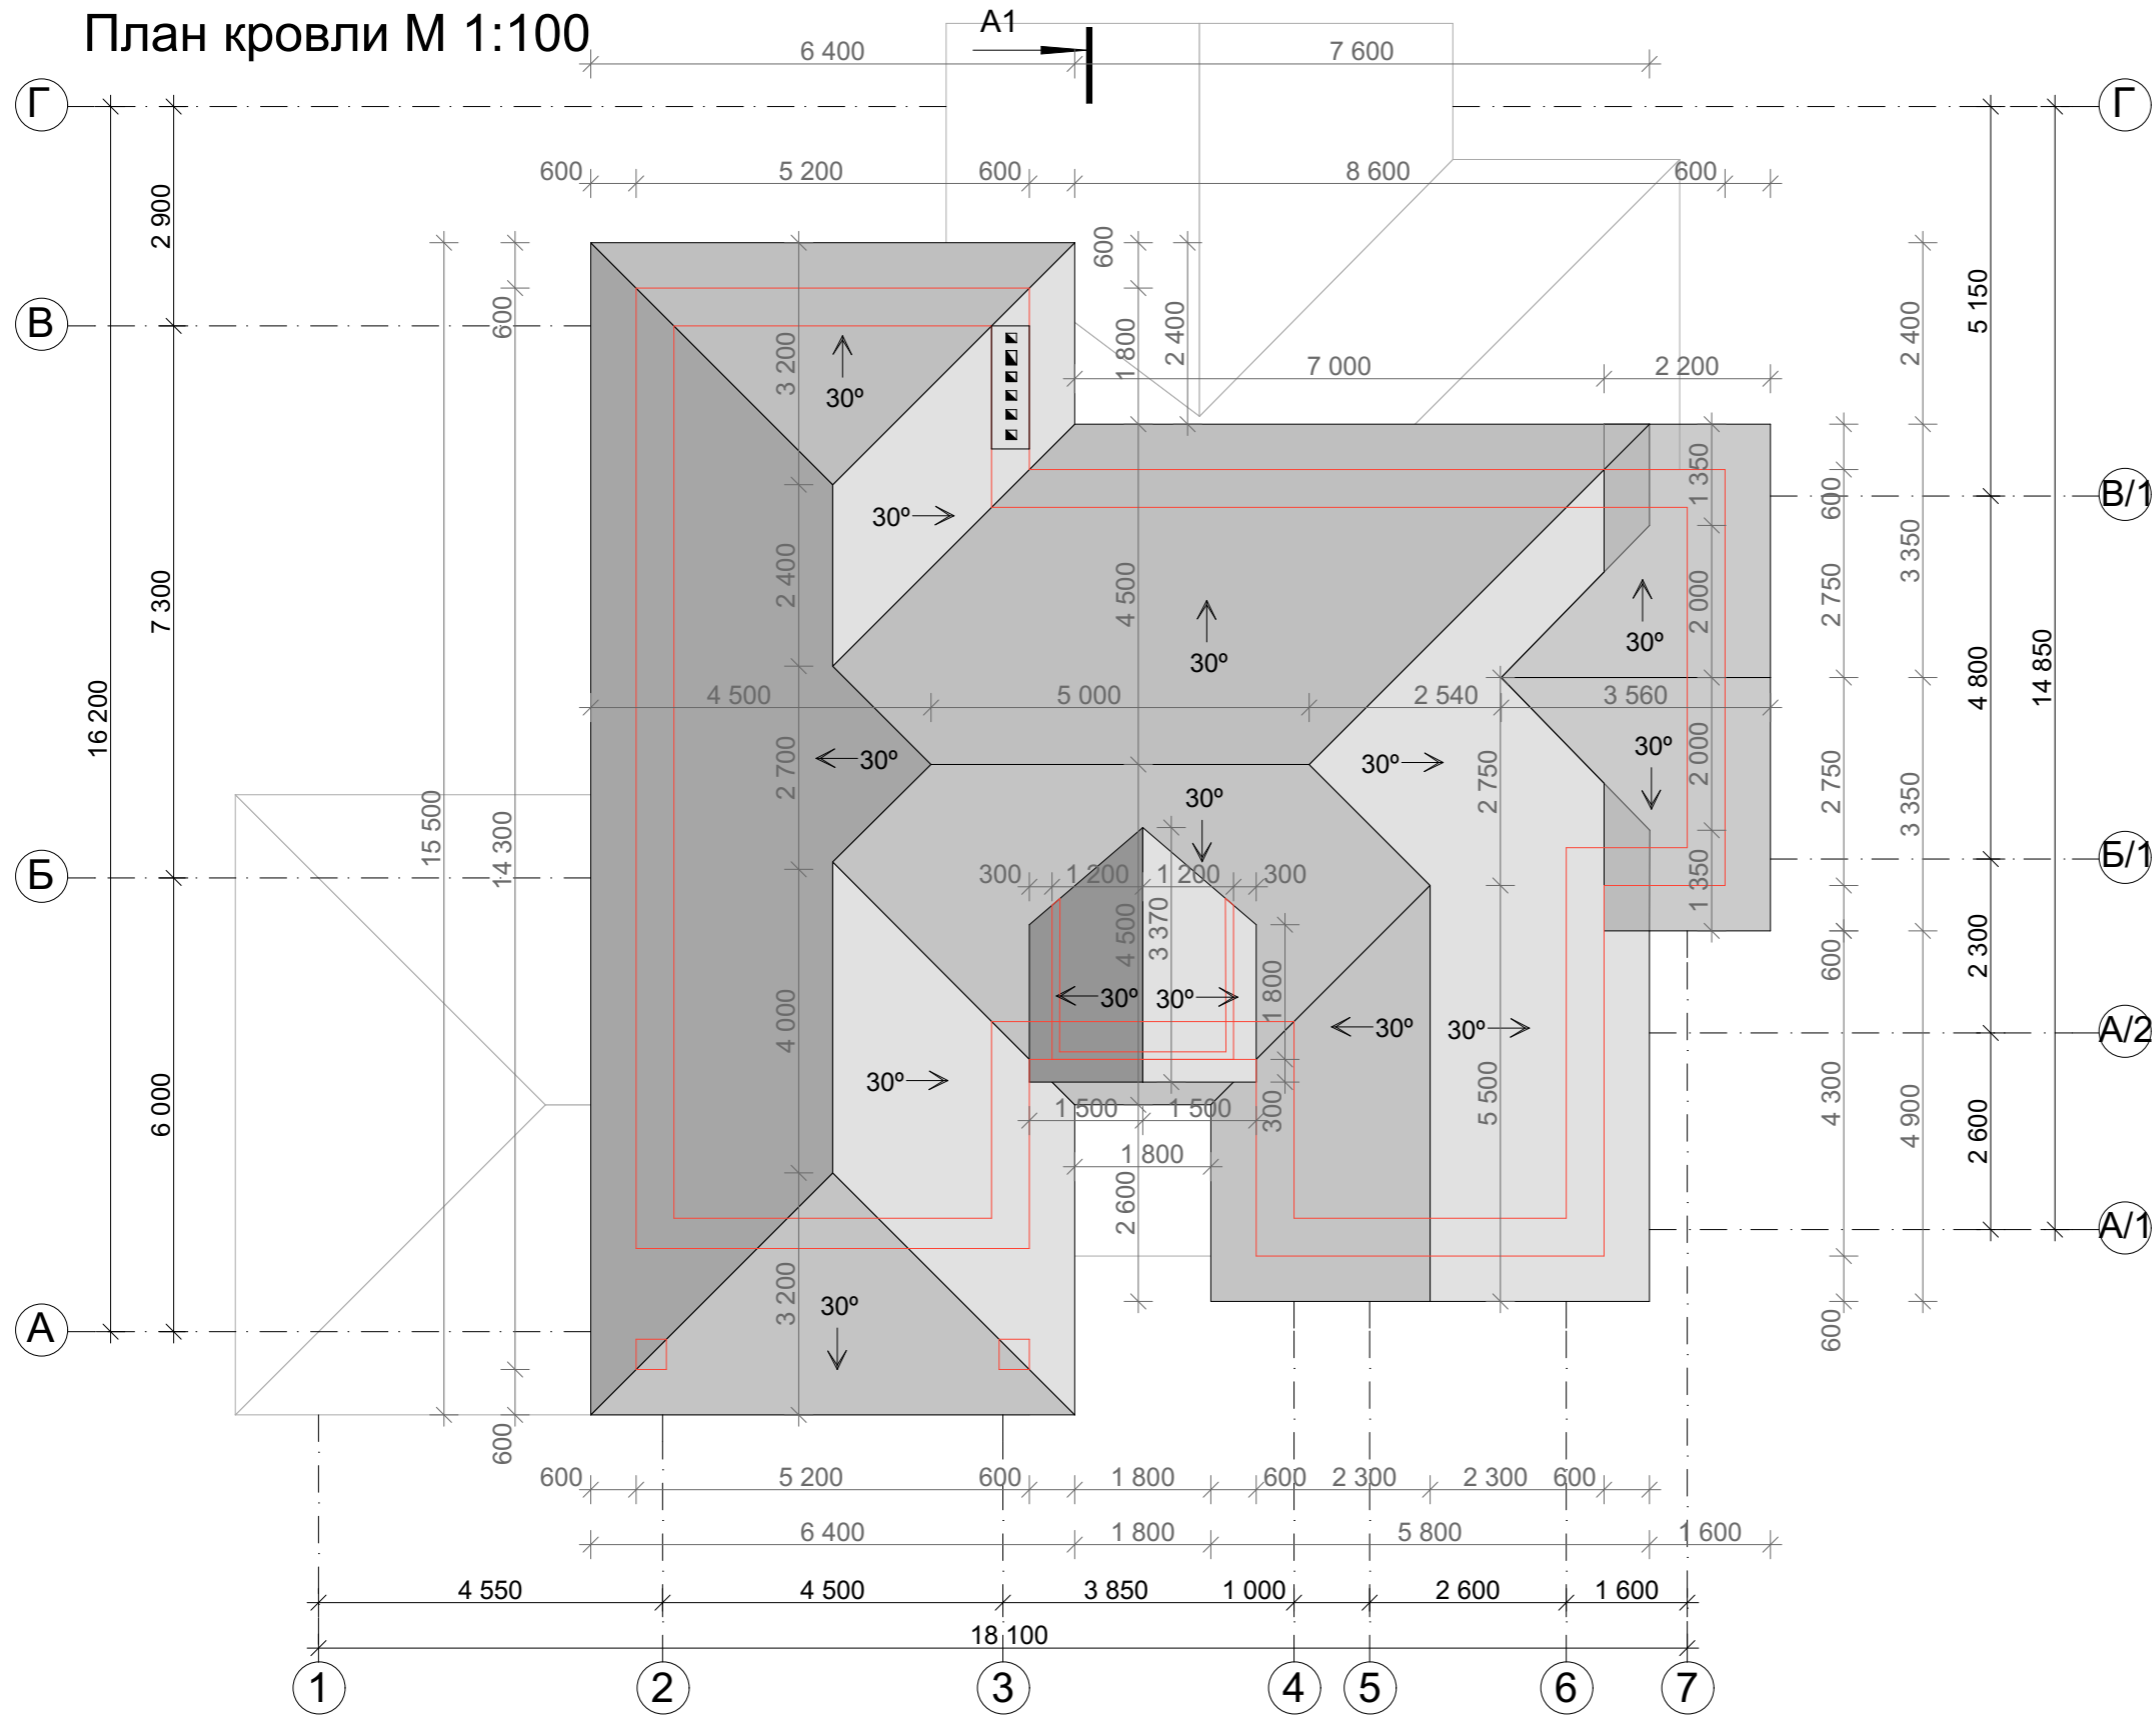 План кровли М 1:100
А1
6 400 7 600
Г Г
600 5 200 600 8 600 600
2 900 600 5 150
В 600 3 200 30º 1 800 2 400 2 400
7 000 2 200
В/1
30º 1 350 600 3 350
7 300 2 400 4 500 30º 30º 2 000 2 750 4 800 14 850
16 200 4 500 5 000 2 540 3 560
2 700 30º 30º 30º 2 750 2 000 2 750 3 350
15 500 14 300 30º
Б 300 1 200 1 200 300 1 350 Б/1
4 500 3 370 600 2 300
4 000 30º 30º 1 800 30º 30º А/2
6 000 30º 300 5 500 4 300 4 900 2 600
1 500 1 500
1 800
2 600 А/1
3 200 30º
А 600
600
600 5 200 600 1 800 600 2 300 2 300 600
6 400 1 800 5 800 1 600
4 550 4 500 3 850 1 000 2 600 1 600
18 100
1 2 3 4 5 6 7